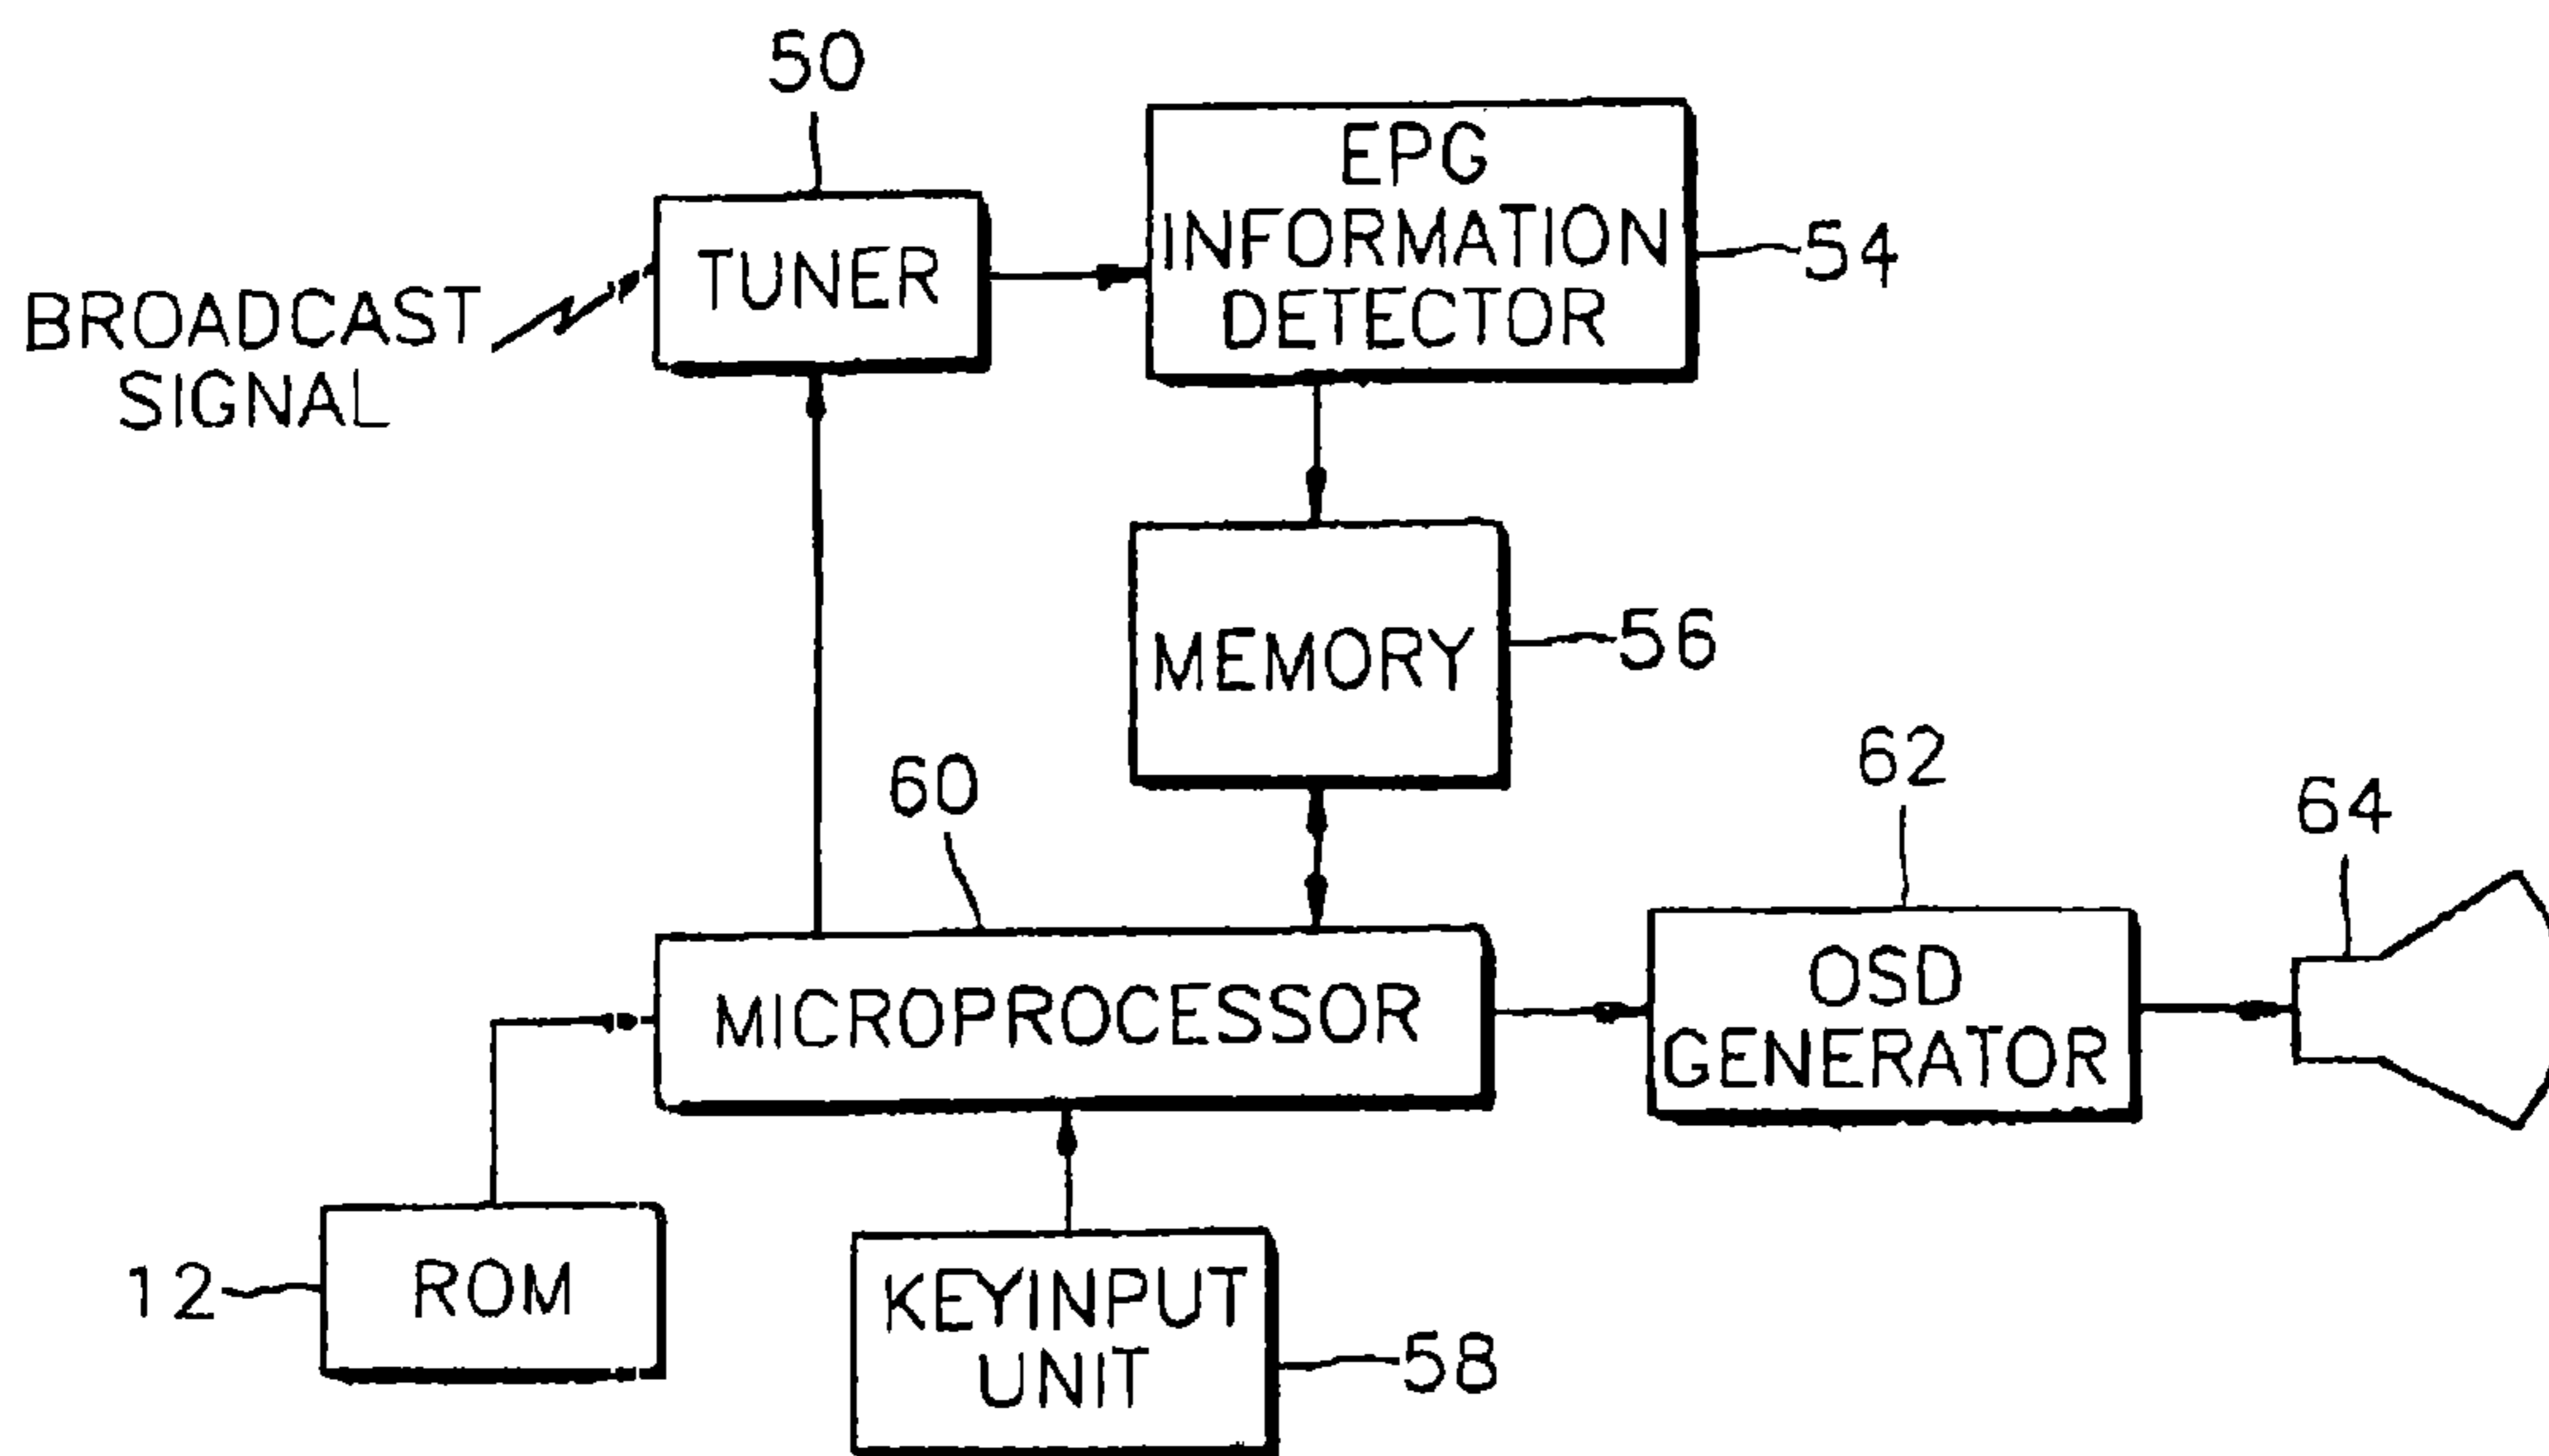 50
TUNER
BROADCAST
SIGNAL
EPG
INFORMATION
DETECTOR
54
MEMORY
56
60
MICROPROCESSOR
62
OSD
GENERATOR
64
12
ROM
KEYINPUT
UNIT
58